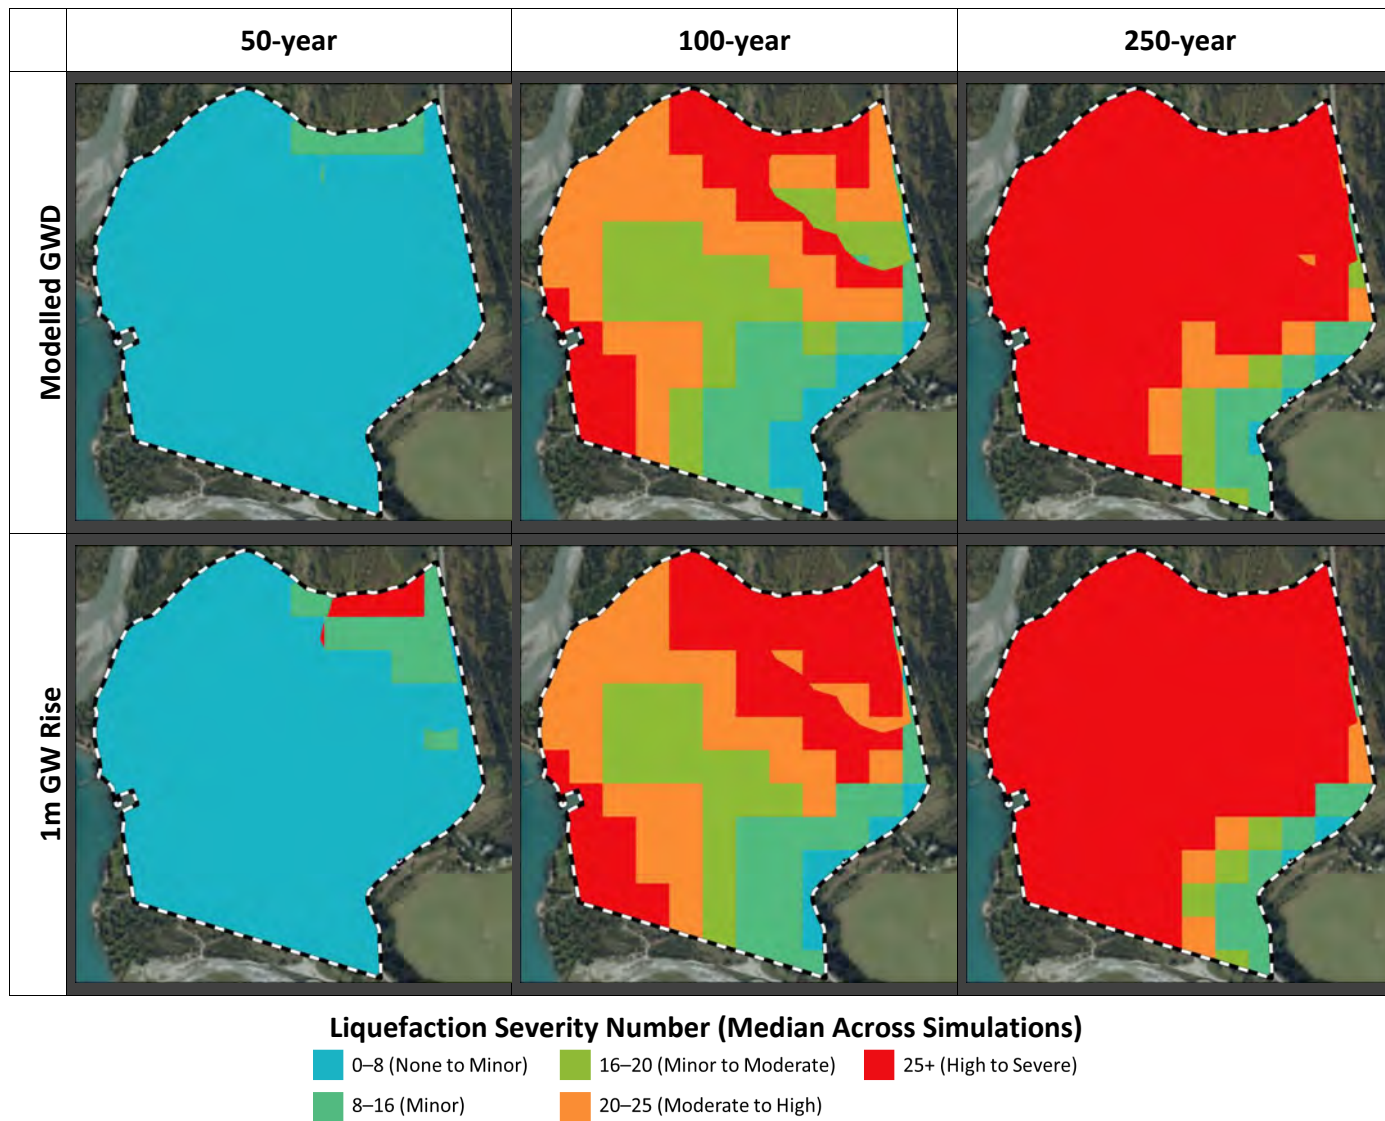 50-year
100-year
250-year
Modelled GWD
1m GW Rise
Liquefaction Severity Number (Median Across Simulations)
0–8 (None to Minor)
16–20 (Minor to Moderate)
25+ (High to Severe)
8–16 (Minor)
20–25 (Moderate to High)